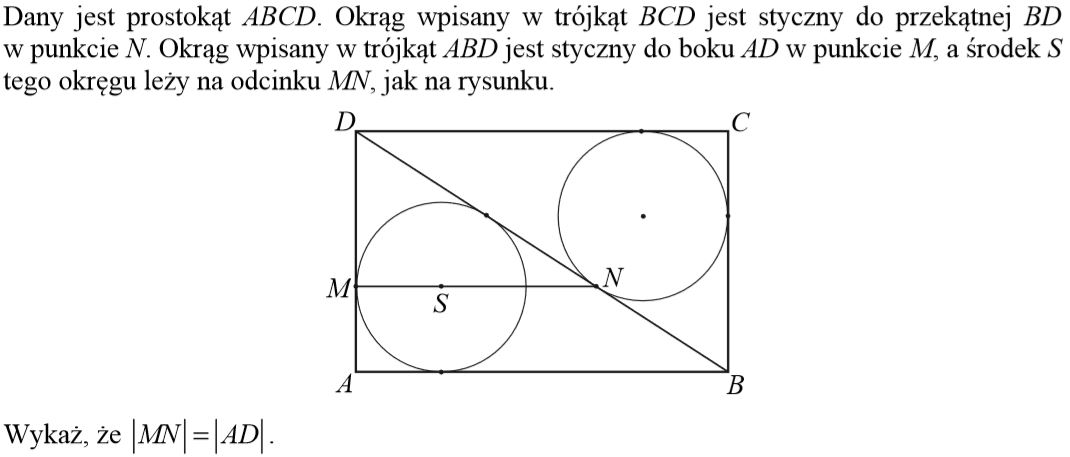 Dany jest prostokąt ABCD. Okrąg wpisany w trójkąt BCD jest styczny do przekątnej BD
w punkcie N. Okrąg wpisany w trójkąt ABD jest styczny do boku AD w punkcie M, a środek S
tego okręgu leży na odcinku MN, jak na rysunku.
D
C
M
S
N
A
B
Wykaż, że |MN| = |AD|.